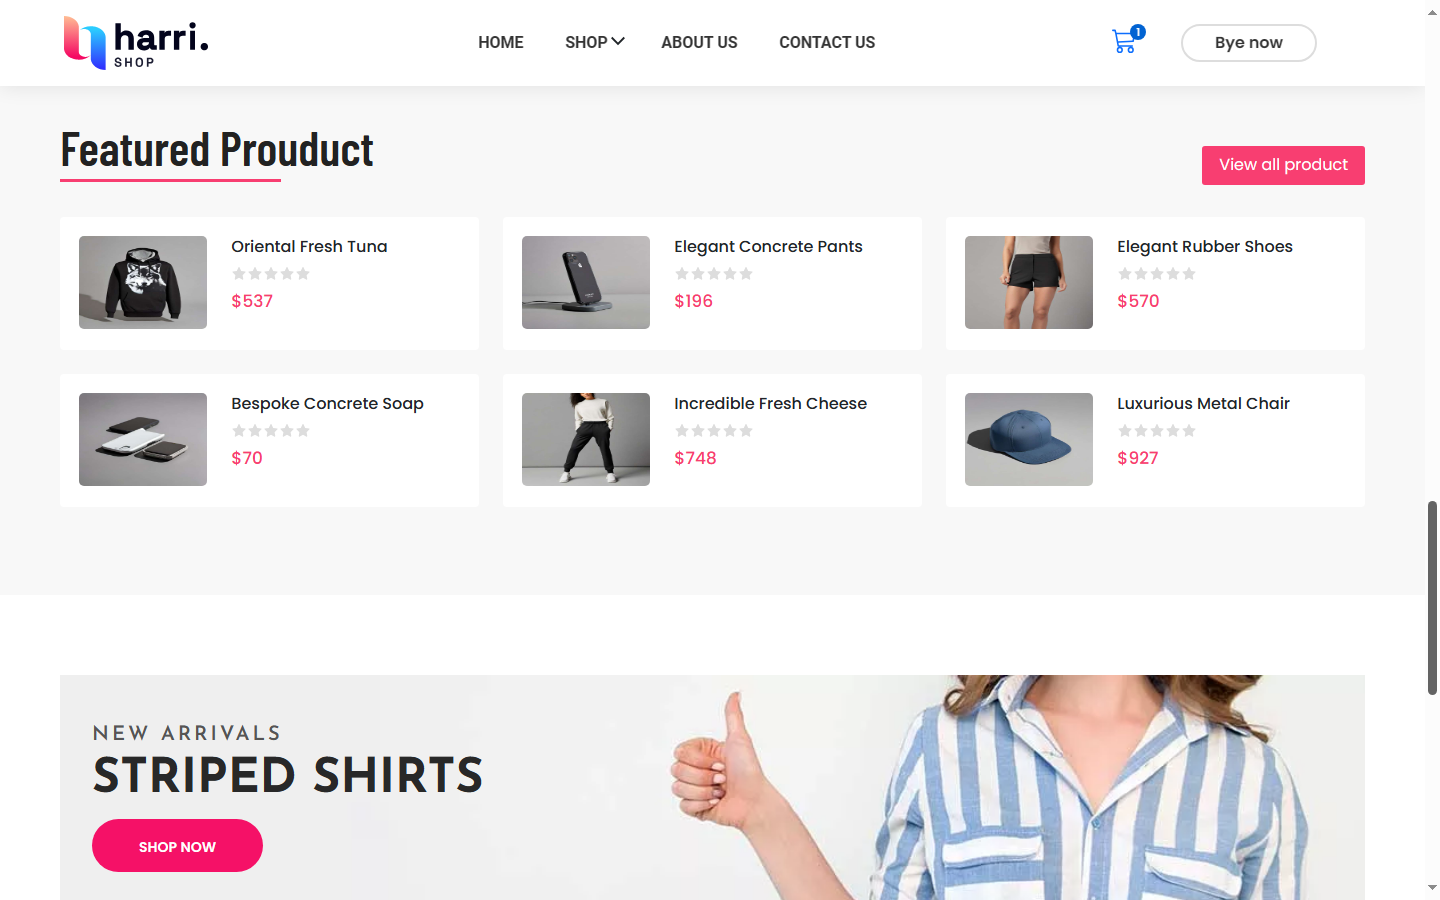 harri.
SHOP
HOME
SHOP
ABOUT US
CONTACT US
1
Bye now
Featured Prouduct
View all product
Oriental Fresh Tuna
$537
Elegant Concrete Pants
$196
Elegant Rubber Shoes
$570
Bespoke Concrete Soap
$70
Incredible Fresh Cheese
$748
Luxurious Metal Chair
$927
NEW ARRIVALS
STRIPED SHIRTS
SHOP NOW